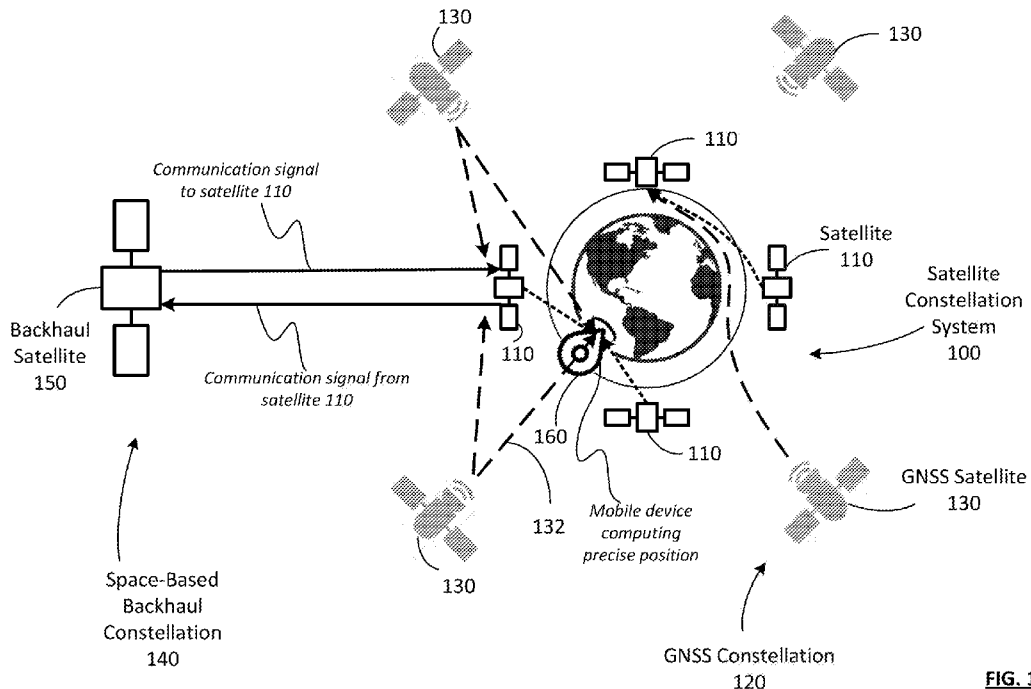 130
130
110
Communication signal
to satellite 110
Satellite
110
Satellite
Constellation
System
100
Backhaul
Satellite
150
110
Communication signal from
satellite 110
160
110
GNSS Satellite
130
132
Mobile device
computing
precise position
130
Space-Based
Backhaul
Constellation
140
GNSS Constellation
120
FIG. 1